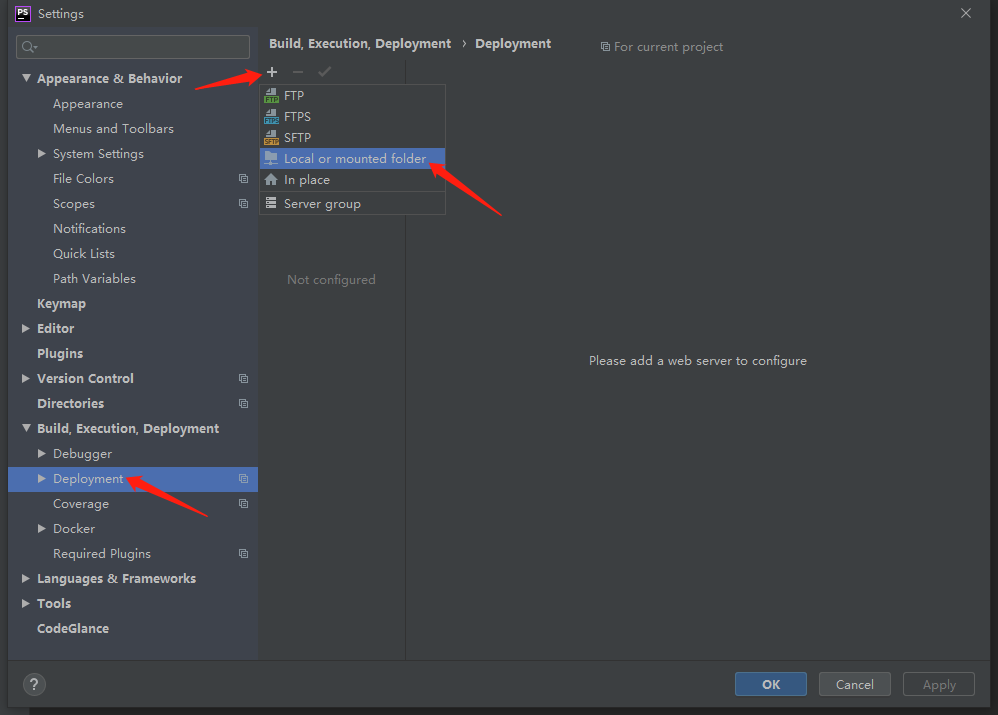 PS Settings
Build, Execution, Deployment › Deployment
For current project
Appearance & Behavior
Appearance
Menus and Toolbars
System Settings
File Colors
Scopes
Notifications
Quick Lists
Path Variables
Keymap
Editor
Plugins
Version Control
Directories
Build, Execution, Deployment
Debugger
Deployment
Coverage
Docker
Required Plugins
Languages & Frameworks
Tools
CodeGlance
FTP FTP
FTPS FTPS
SFTP SFTP
Local or mounted folder
In place
Server group
Not configured
Please add a web server to configure
?
OK
Cancel
Apply